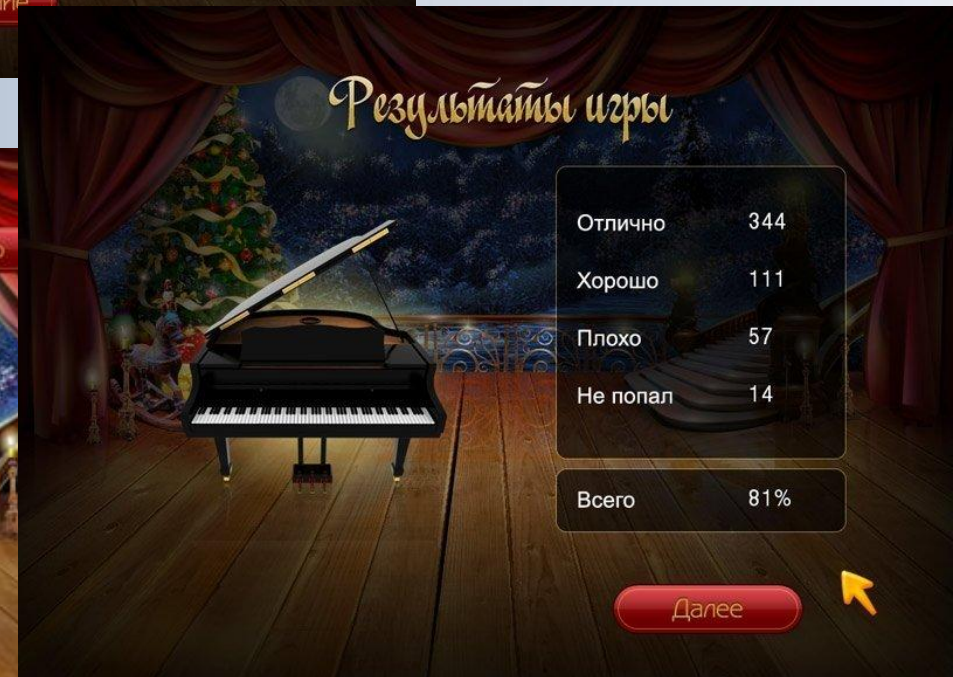 Результаты игры
Отлично 344
Хорошо 111
Плохо 57
Не попал 14
Всего 81%
Далее